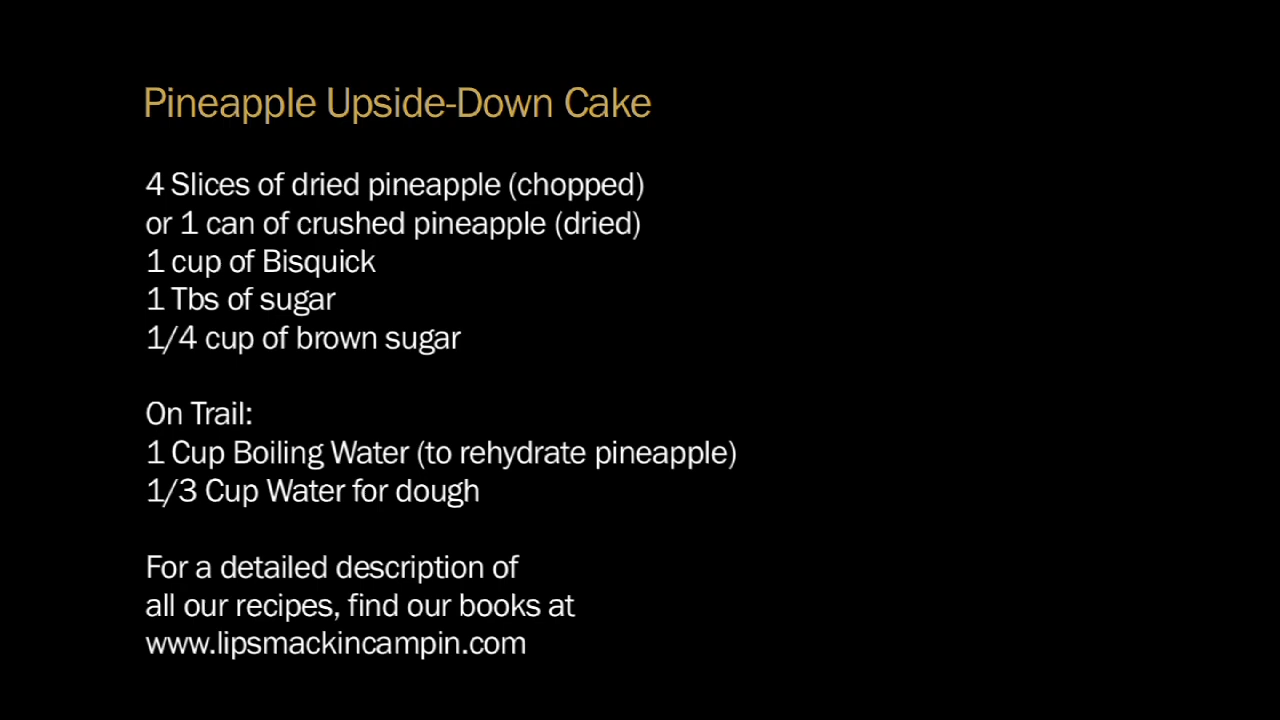 Pineapple Upside-Down Cake
4 Slices of dried pineapple (chopped)
or 1 can of crushed pineapple (dried)
1 cup of Bisquick
1 Tbs of sugar
1/4 cup of brown sugar
On Trail:
1 Cup Boiling Water (to rehydrate pineapple)
1/3 Cup Water for dough
For a detailed description of
all our recipes, find our books at
www.lipsmackincampin.com